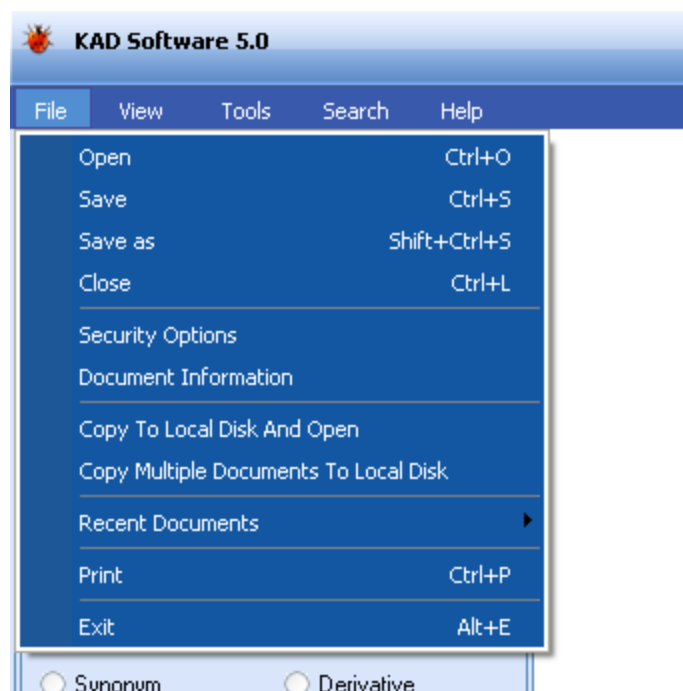 KAD Software 5.0
File View Tools Search Help
Open Ctrl+O
Save Ctrl+S
Save as Shift+Ctrl+S
Close Ctrl+L
Security Options
Document Information
Copy To Local Disk And Open
Copy Multiple Documents To Local Disk
Recent Documents
Print Ctrl+P
Exit Alt+E
Synonym Derivative